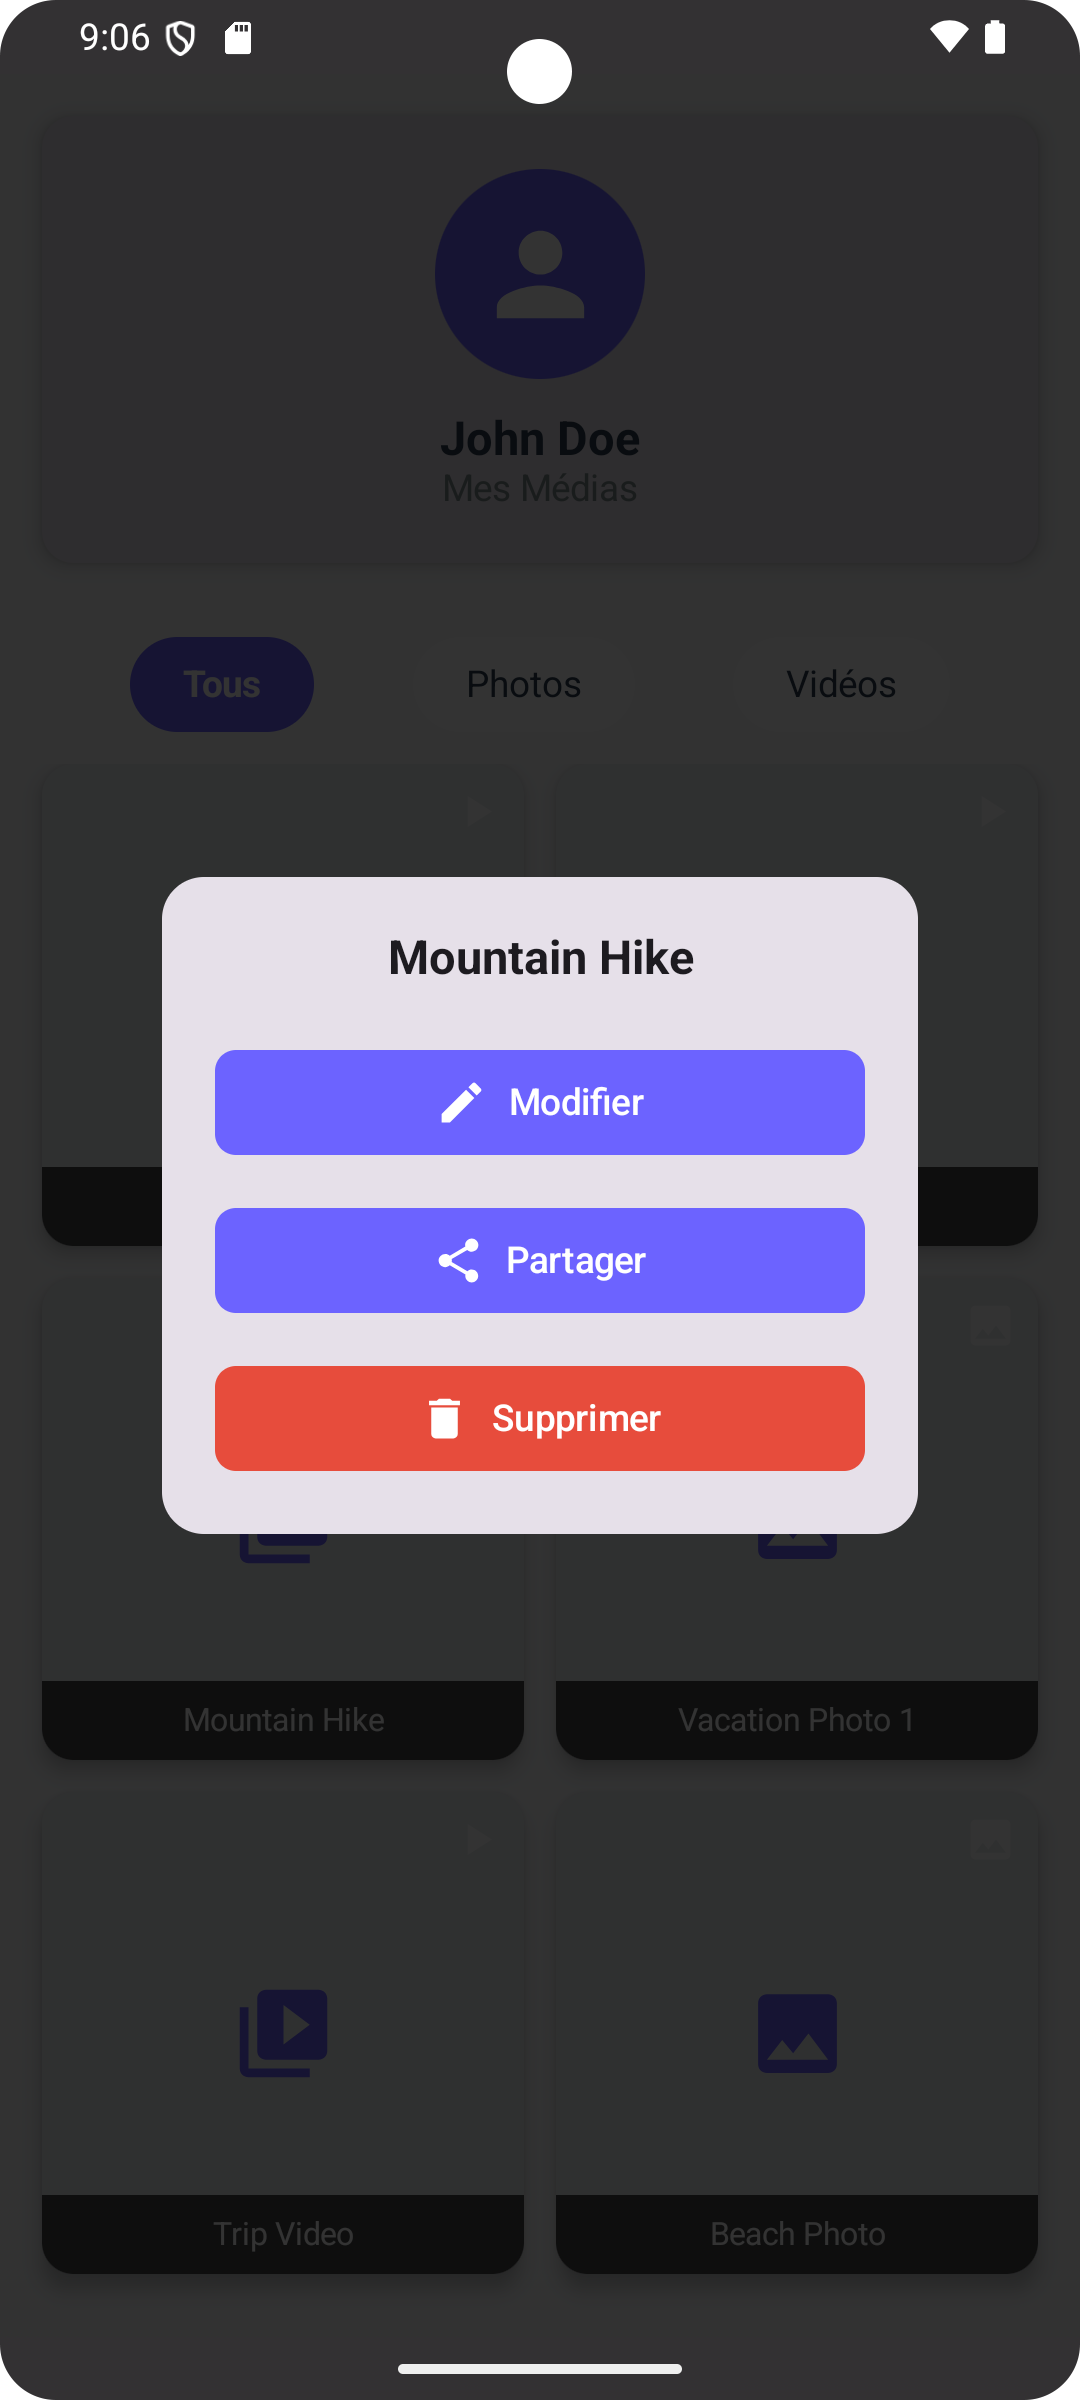 9:06
John Doe
Mes Médias
Tous
Photos
Vidéos
Mountain Hike
Modifier
Partager
Supprimer
Mountain Hike
Vacation Photo 1
Trip Video
Beach Photo